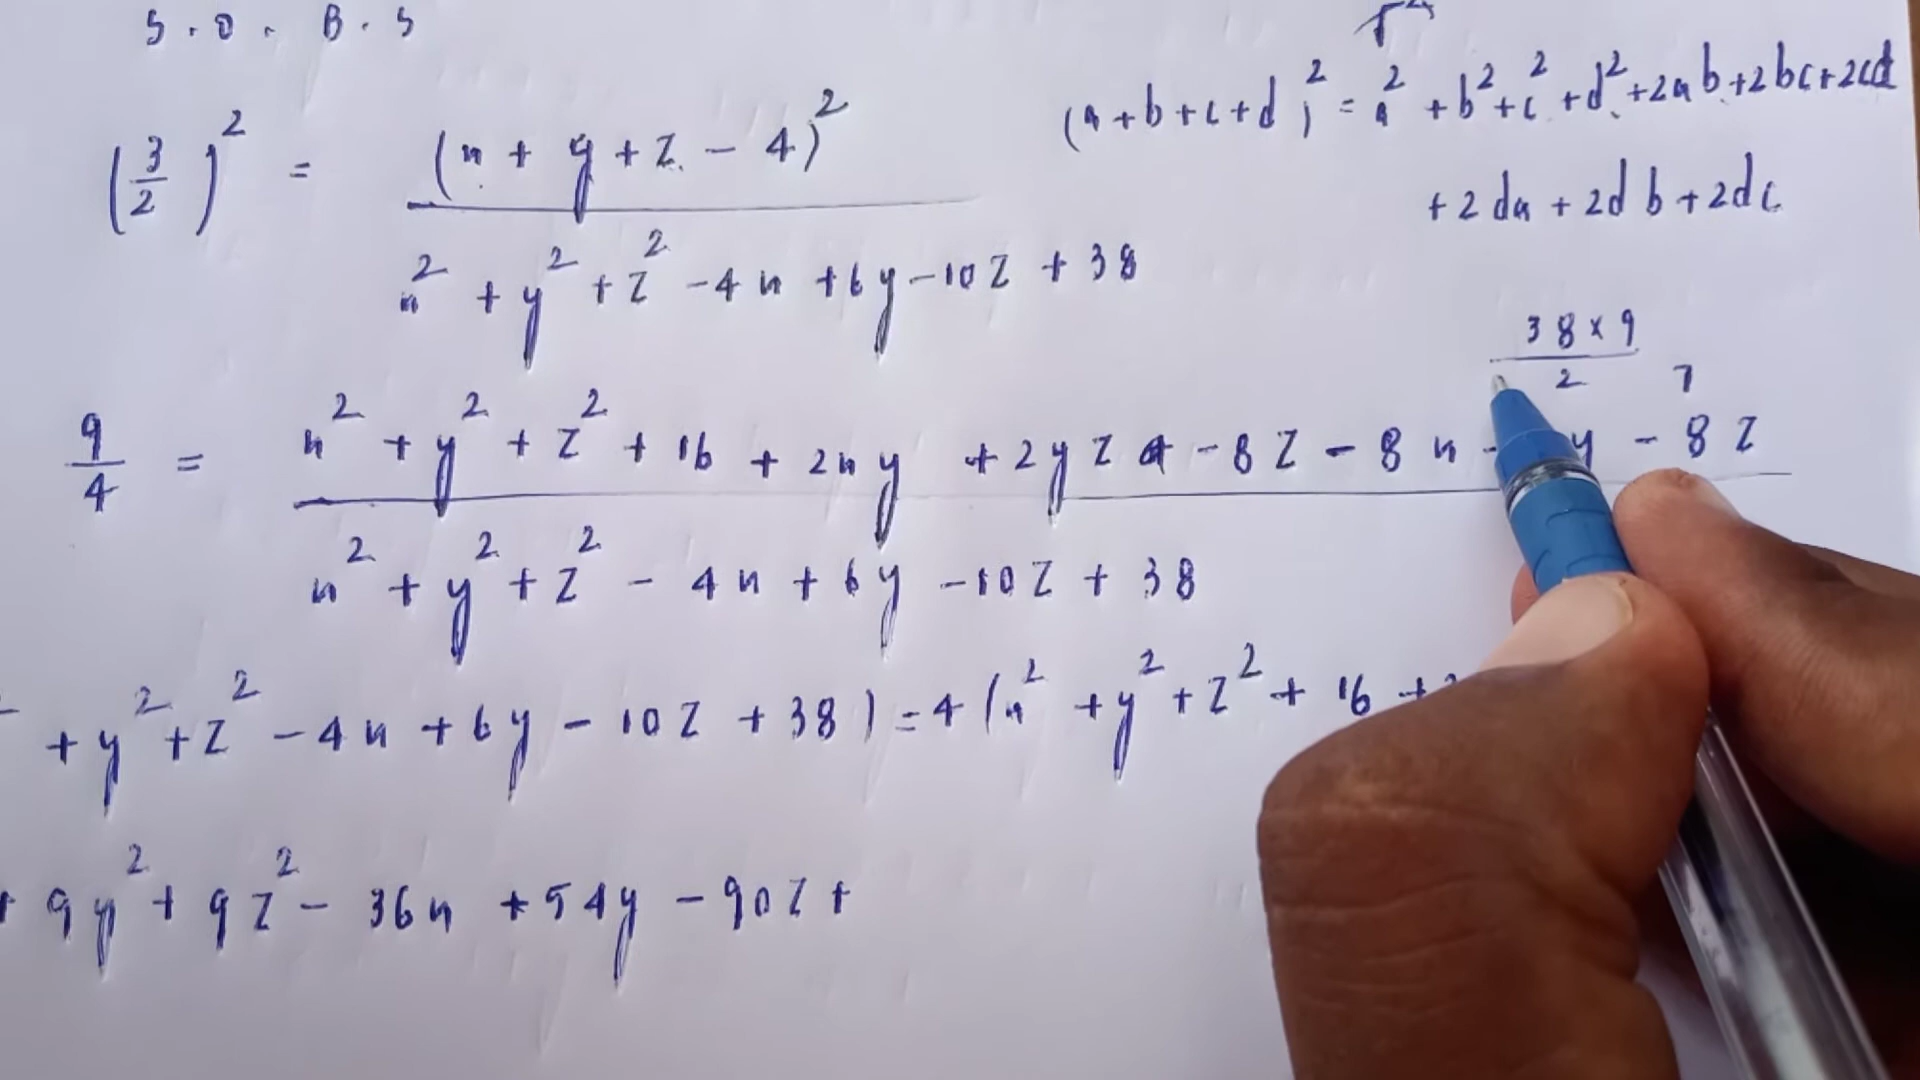 S.O.B.S
(a+b+c+d)² = a² + b² + c² + d² + 2ab + 2bc + 2cd
+ 2da + 2db + 2dc
(3/2)² = (x + y + z - 4)² / x² + y² + z² - 4x + 6y - 10z + 38
38 × 9
2 7
9/4 = x² + y² + z² + 16 + 2xy + 2yz - 8z - 8x - y - 8z / x² + y² + z² - 4x + 6y - 10z + 38
² + y² + z² - 4x + 6y - 10z + 38) = 4(x² + y² + z² + 16 +
+ 9y² + 9z² - 36x + 54y - 90z +